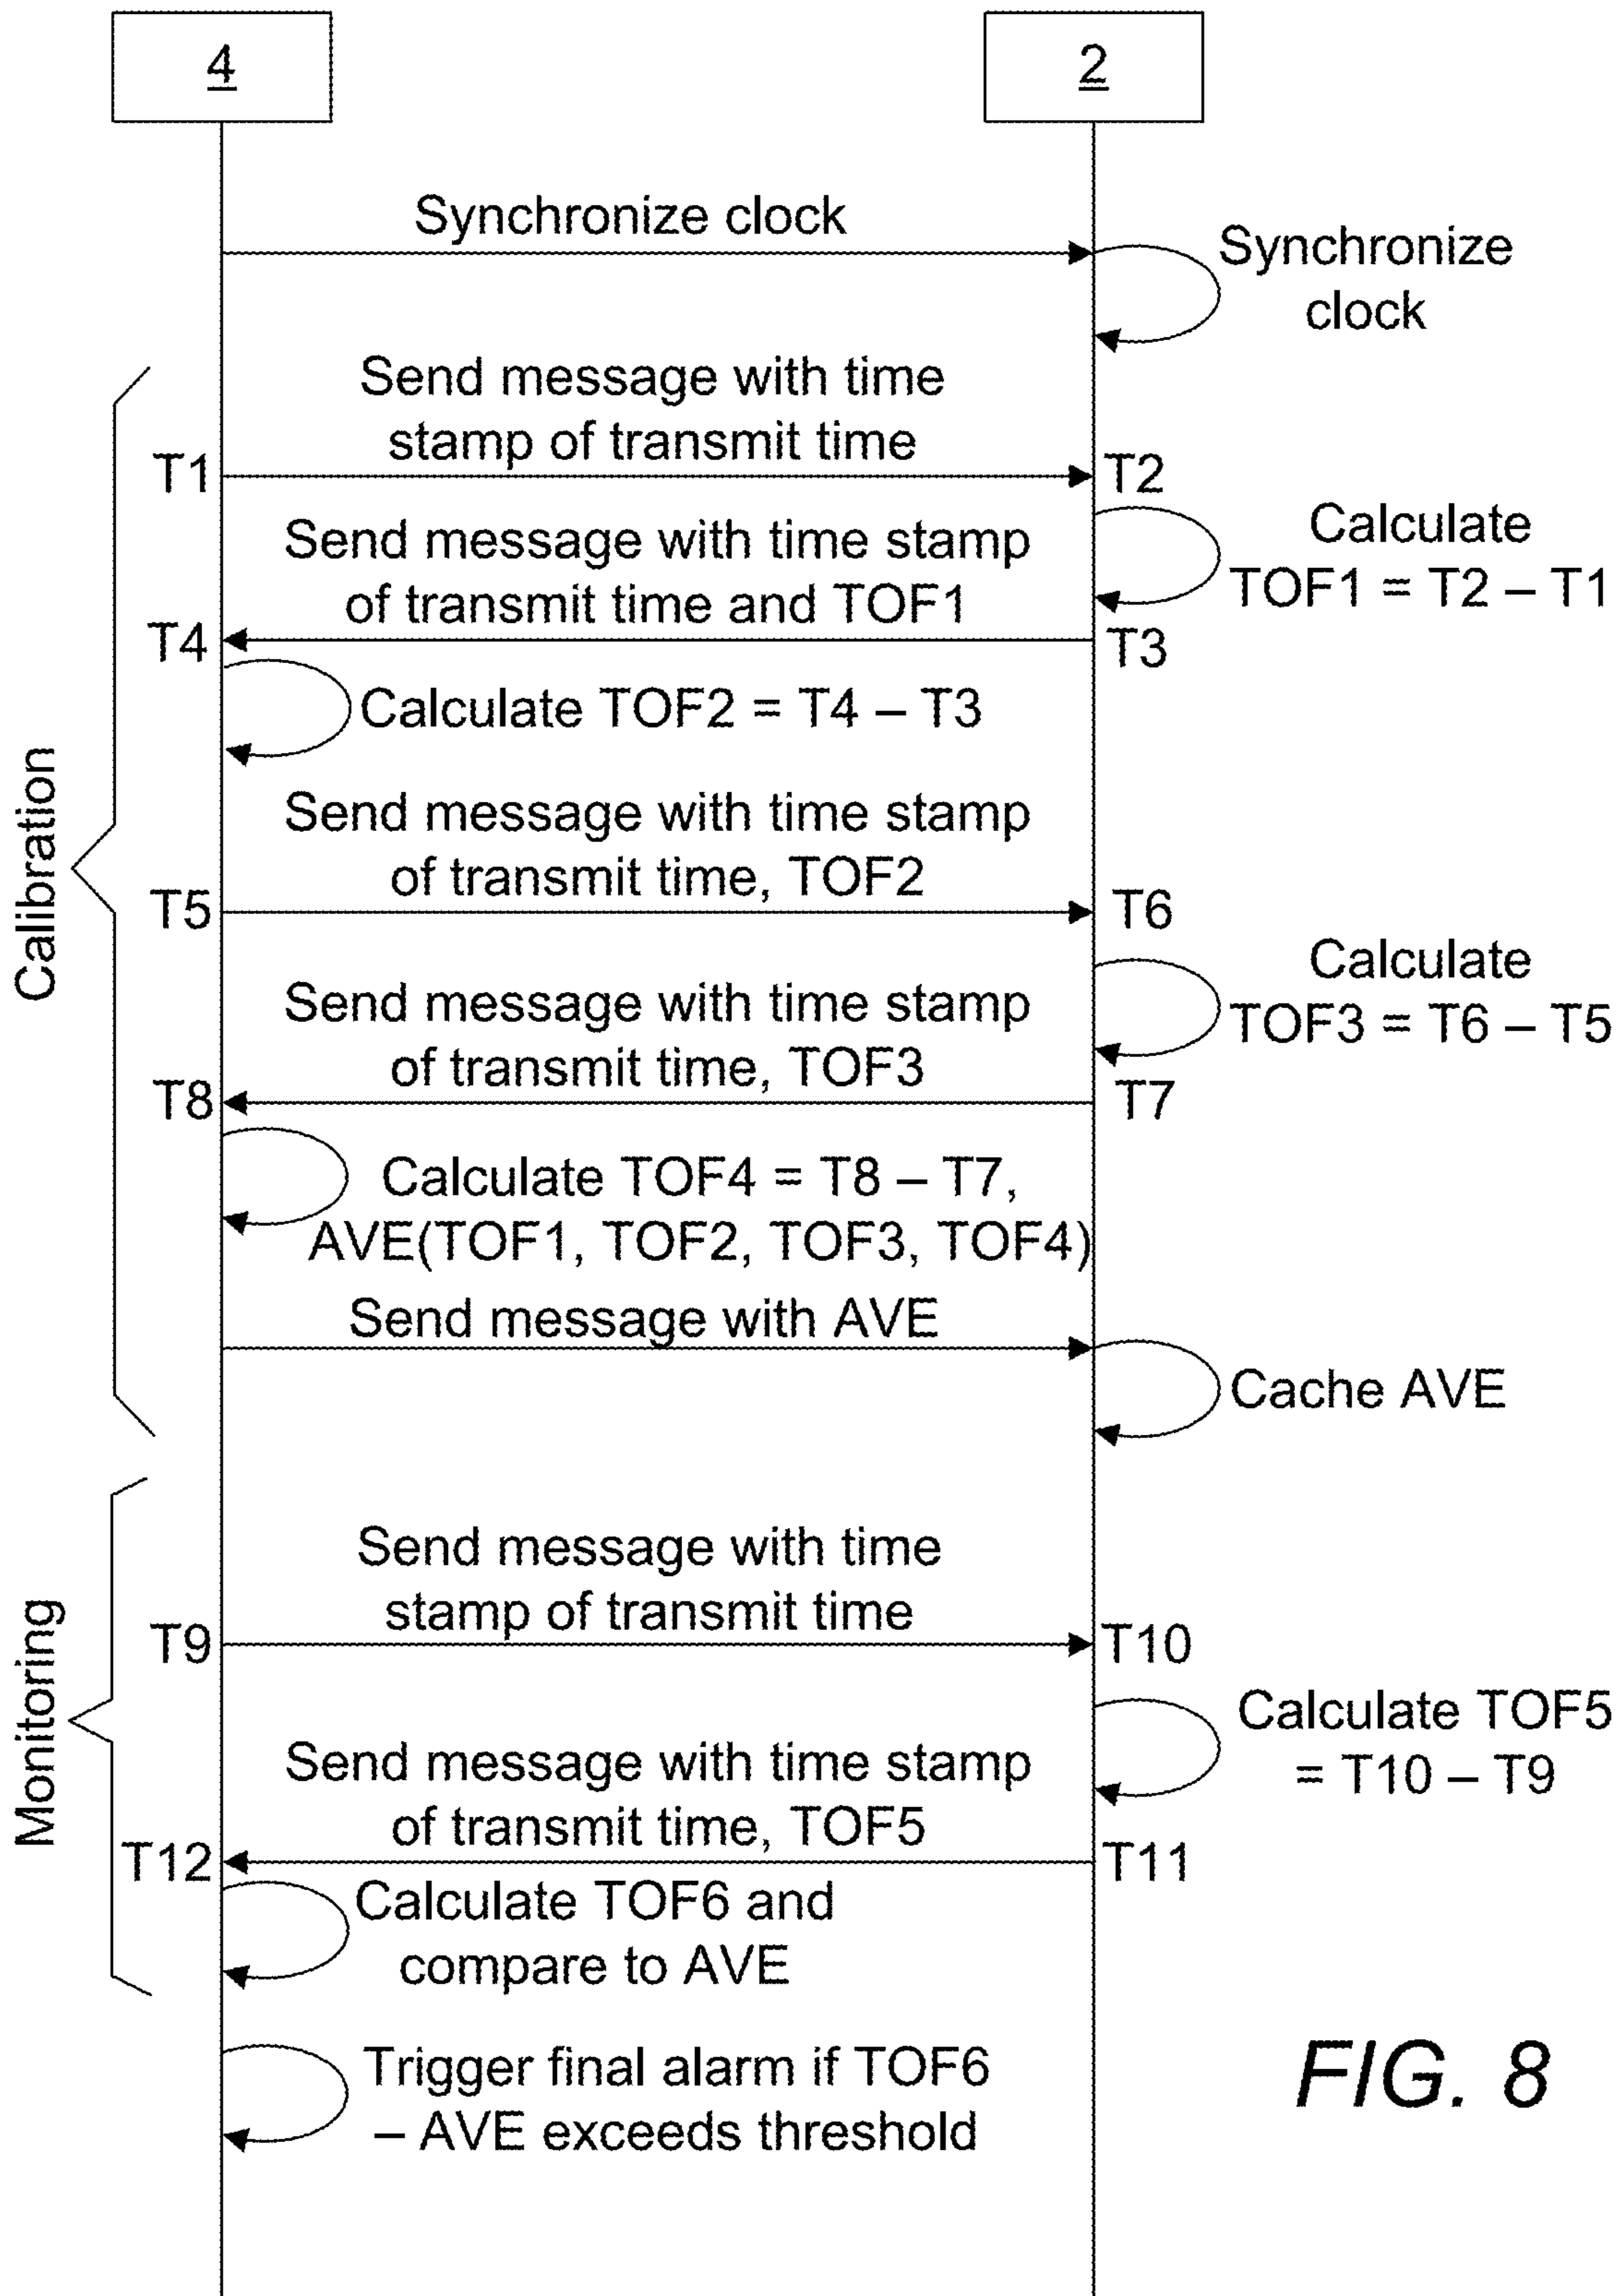 4
2
Synchronize clock
Synchronize
clock
Send message with time
stamp of transmit time
T1
T2
Calculate
TOF1 = T2 – T1
Send message with time stamp
of transmit time and TOF1
T4
T3
Calculate TOF2 = T4 – T3
Calibration
Send message with time stamp
of transmit time, TOF2
T5
T6
Calculate
TOF3 = T6 – T5
Send message with time stamp
of transmit time, TOF3
T8
T7
Calculate TOF4 = T8 – T7,
AVE(TOF1, TOF2, TOF3, TOF4)
Send message with AVE
Cache AVE
Monitoring
Send message with time
stamp of transmit time
T9
T10
Calculate TOF5
= T10 – T9
Send message with time stamp
of transmit time, TOF5
T12
T11
Calculate TOF6 and
compare to AVE
Trigger final alarm if TOF6
– AVE exceeds threshold
FIG. 8